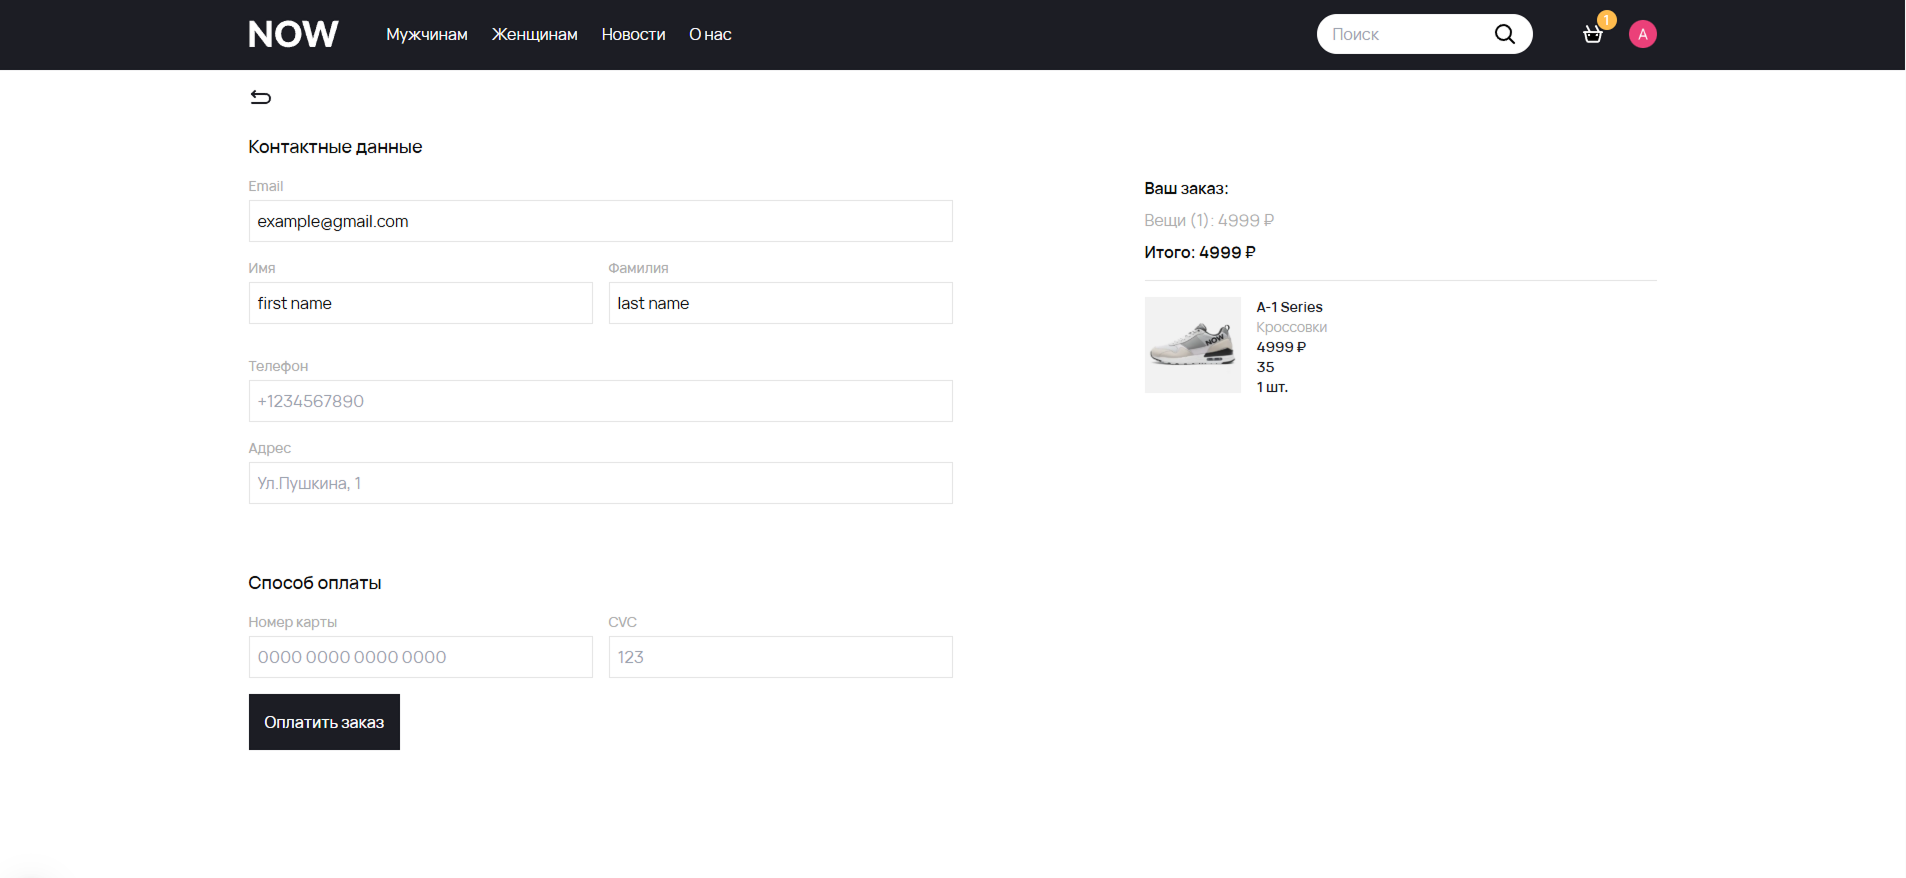 NOW
Мужчинам Женщинам Новости О нас
Поиск
1
A
Контактные данные
Email
example@gmail.com
Имя
first name
Фамилия
last name
Телефон
+1234567890
Адрес
Ул.Пушкина, 1
Способ оплаты
Номер карты
0000 0000 0000 0000
CVC
123
Оплатить заказ
Ваш заказ:
Вещи (1): 4999 ₽
Итого: 4999 ₽
NOW
A-1 Series
Кроссовки
4999 ₽
35
1 шт.